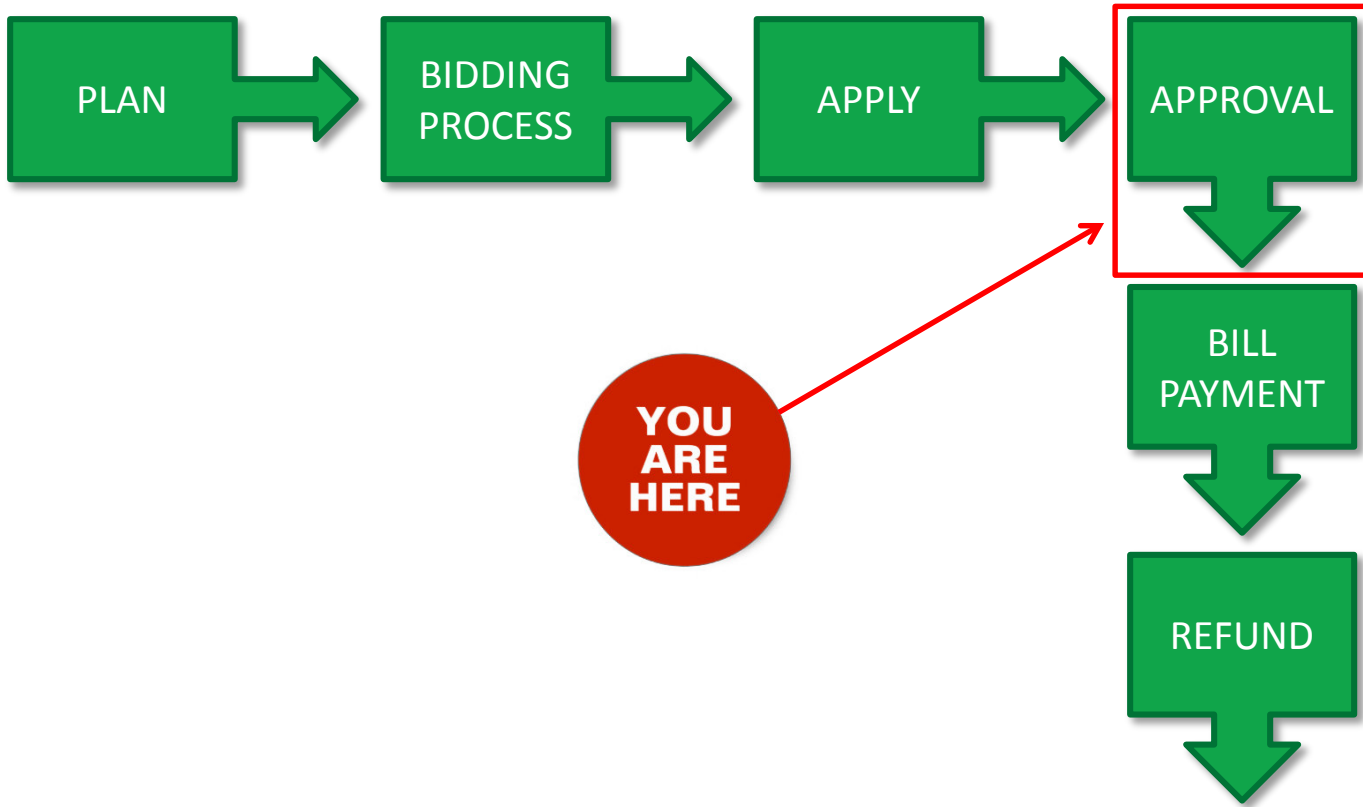 PLAN
BIDDING
PROCESS
APPLY
APPROVAL
BILL
PAYMENT
YOU
ARE
HERE
REFUND